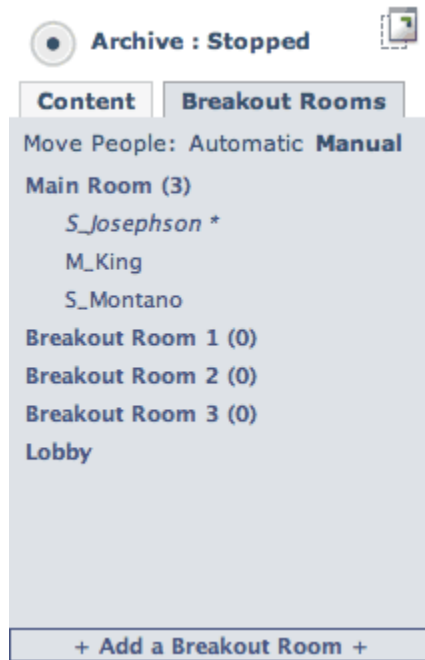 Archive : Stopped
Content Breakout Rooms
Move People: Automatic Manual
Main Room (3)
S_Josephson *
M_King
S_Montano
Breakout Room 1 (0)
Breakout Room 2 (0)
Breakout Room 3 (0)
Lobby
+ Add a Breakout Room +